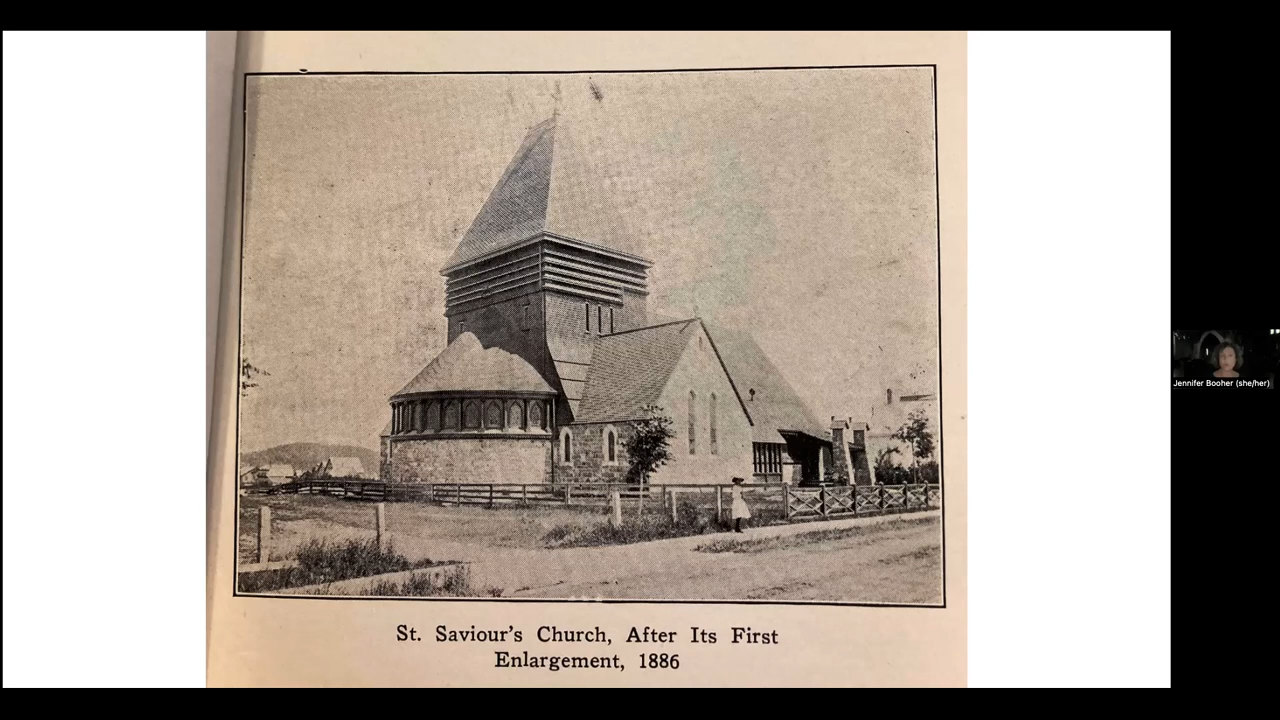 St. Saviour's Church, After Its First
Enlargement, 1886
Jennifer Booher (she/her)